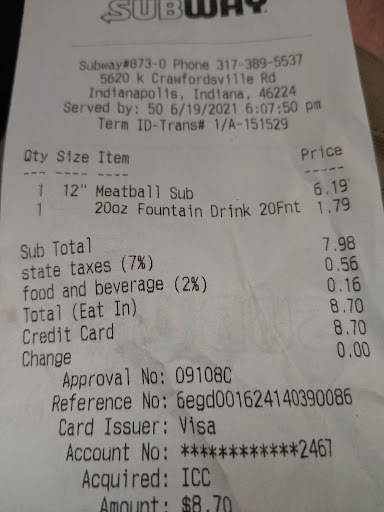 SUBWAY
Subway#873-0 Phone 317-389-5537
5620 k Crawfordsville Rd
Indianapolis, Indiana, 46224
Served by: 50 6/19/2021 6:07:50 pm
Term ID-Trans# 1/A-151529
Qty Size Item Price
1 12" Meatball Sub 6.19
1 20oz Fountain Drink 20Fnt 1.79
Sub Total 7.98
state taxes (7%) 0.56
food and beverage (2%) 0.16
Total (Eat In) 8.70
Credit Card 8.70
Change 0.00
Approval No: 09108C
Reference No: 6egd001624140390086
Card Issuer: Visa
Account No: ************2467
Acquired: ICC
Amount: $8.70